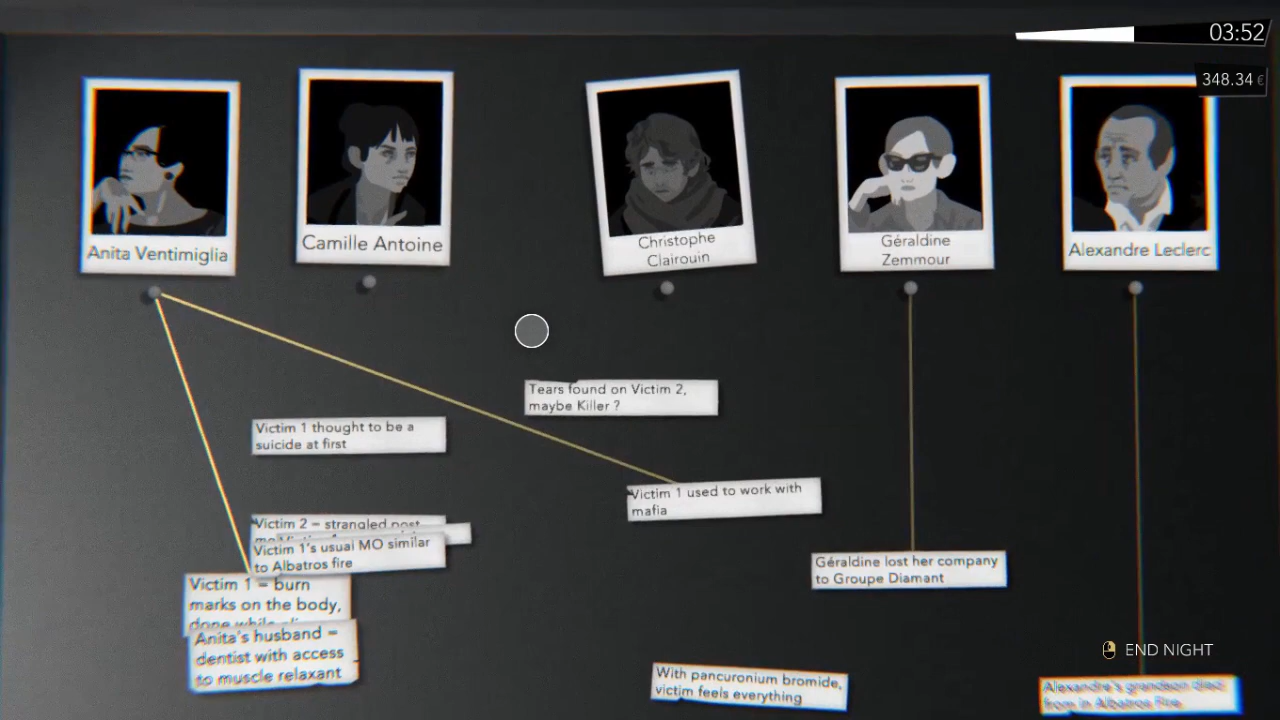 03:52
348.34 €
Anita Ventimiglia
Camille Antoine
Christophe
Clairouin
Géraldine
Zemmour
Alexandre Leclerc
Tears found on Victim 2,
maybe Killer ?
Victim 1 thought to be a
suicide at first
Victim 1 used to work with
mafia
Victim 2 = strangled post
Victim 1's usual MO similar
to Albatros fire
Géraldine lost her company
to Groupe Diamant
Victim 1 = burn
marks on the body,
done while
Anita's husband =
dentist with access
to muscle relaxant
END NIGHT
With pancuronium bromide,
victim feels everything
Alexandre's grandson died
from in Albatros Fire